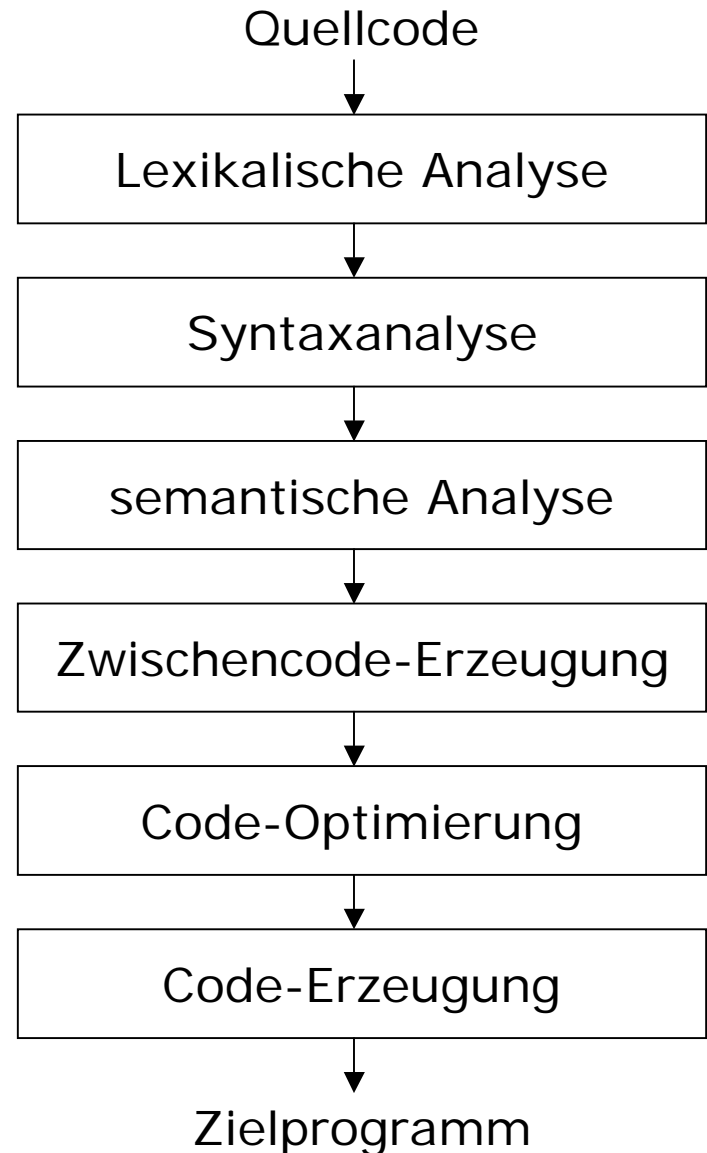 Quellcode
Lexikalische Analyse
Syntaxanalyse
semantische Analyse
Zwischencode-Erzeugung
Code-Optimierung
Code-Erzeugung
Zielprogramm